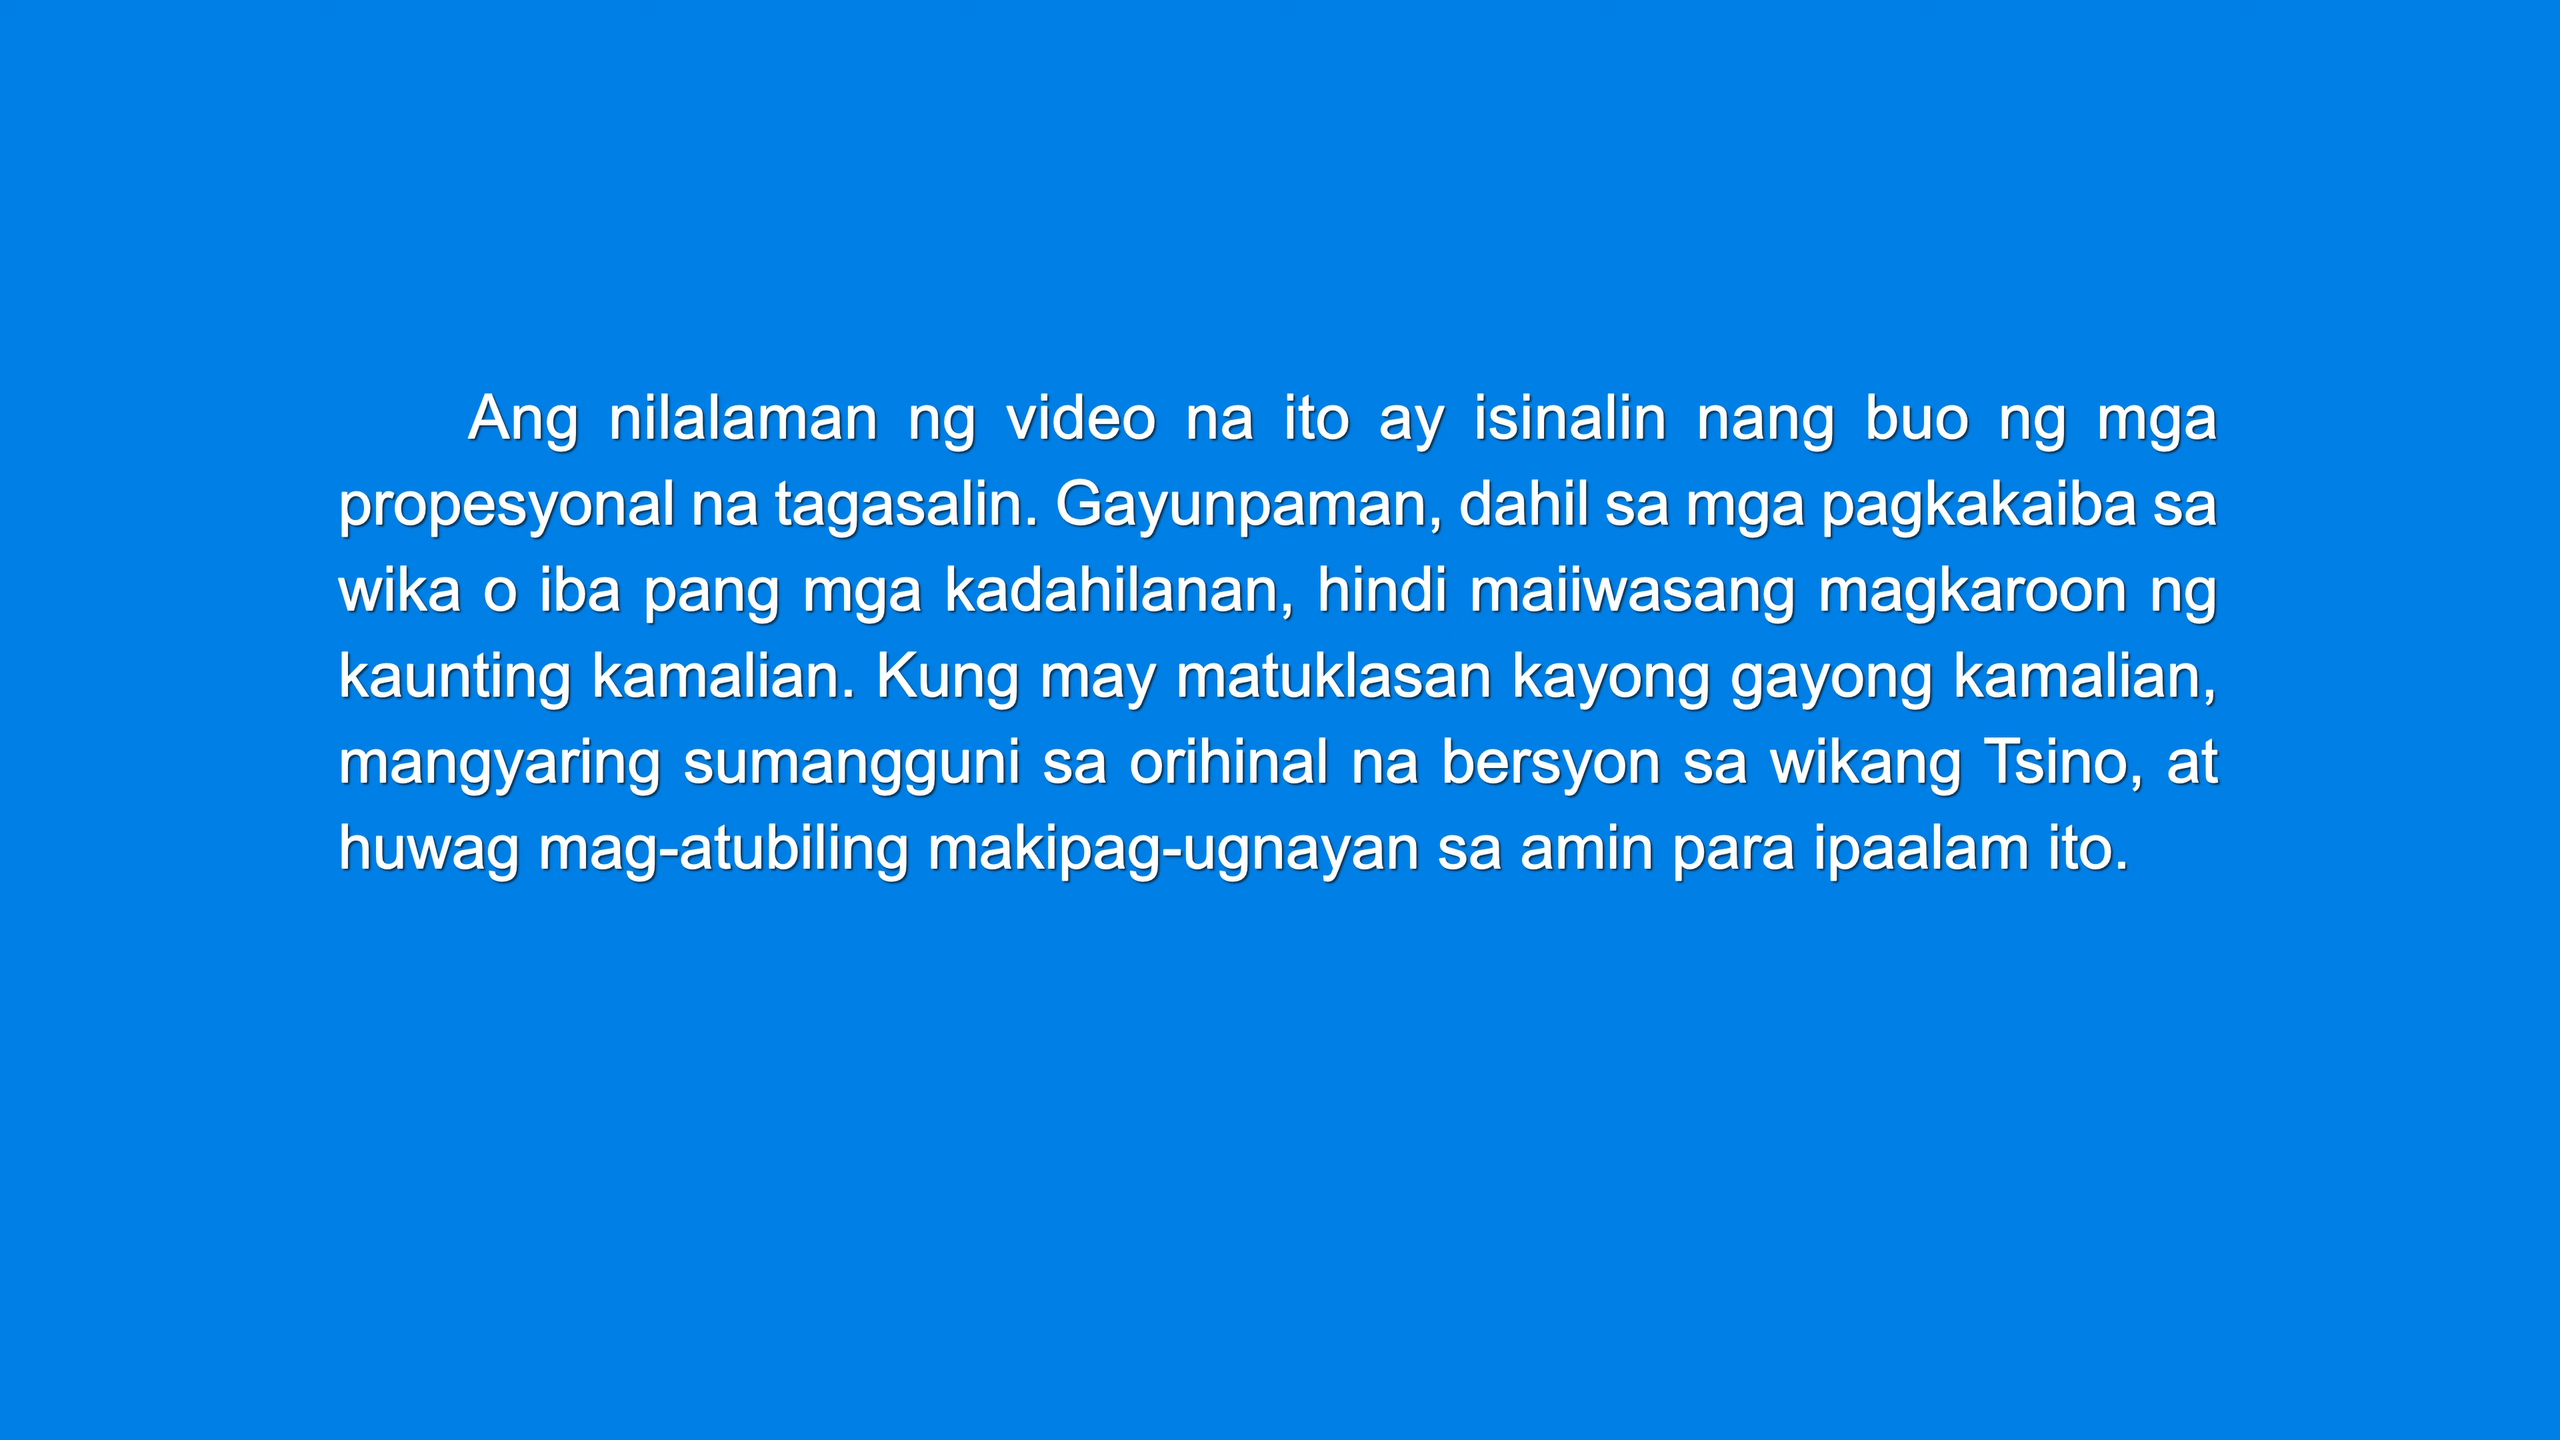 Ang nilalaman ng video na ito ay isinalin nang buo ng mga
propesyonal na tagasalin. Gayunpaman, dahil sa mga pagkakaiba sa
wika o iba pang mga kadahilanan, hindi maiiwasang magkaroon ng
kaunting kamalian. Kung may matuklasan kayong gayong kamalian,
mangyaring sumangguni sa orihinal na bersyon sa wikang Tsino, at
huwag mag-atubiling makipag-ugnayan sa amin para ipaalam ito.